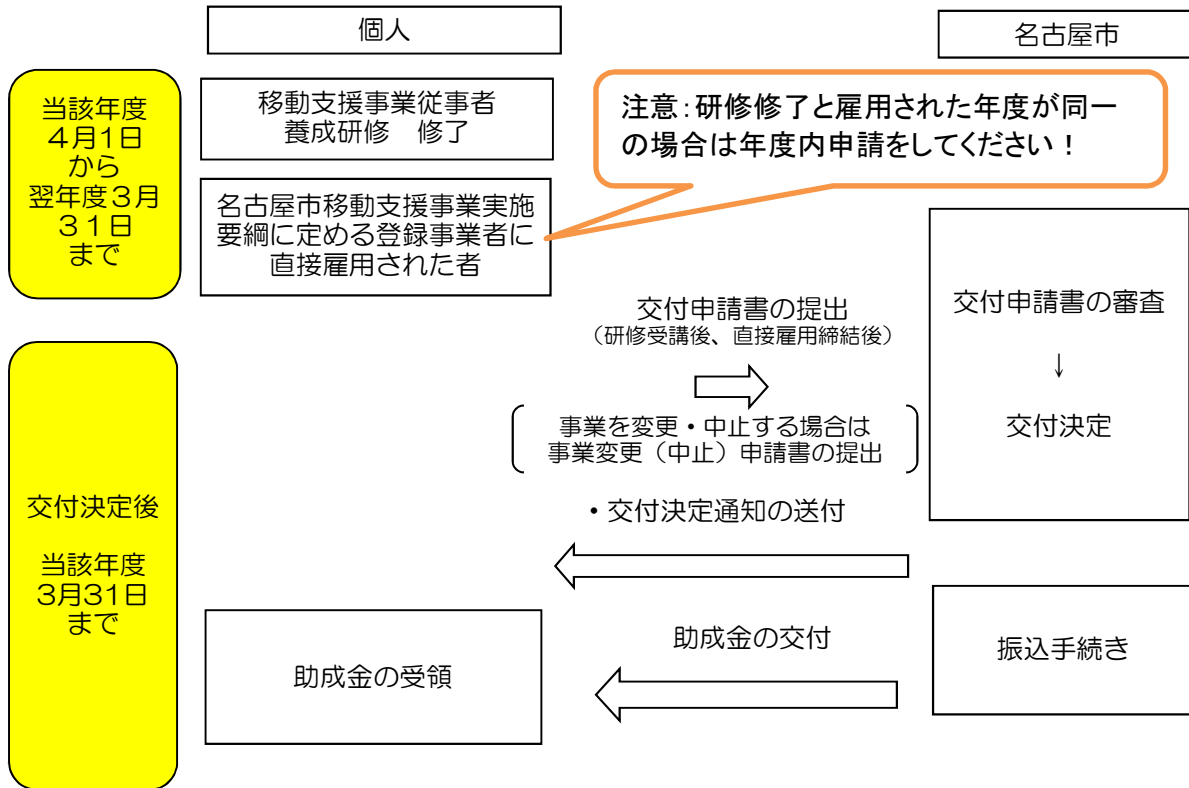 個人
名古屋市
当該年度
4月1日
から
翌年度３月
３１日
まで
移動支援事業従事者
養成研修　修了
注意：研修修了と雇用された年度が同一
の場合は年度内申請をしてください！
名古屋市移動支援事業実施
要綱に定める登録事業者に
直接雇用された者
交付申請書の提出
（研修受講後、直接雇用締結後）
事業を変更・中止する場合は
事業変更（中止）申請書の提出
交付申請書の審査
↓
交付決定
・交付決定通知の送付
交付決定後
当該年度
3月31日
まで
助成金の受領
助成金の交付
振込手続き